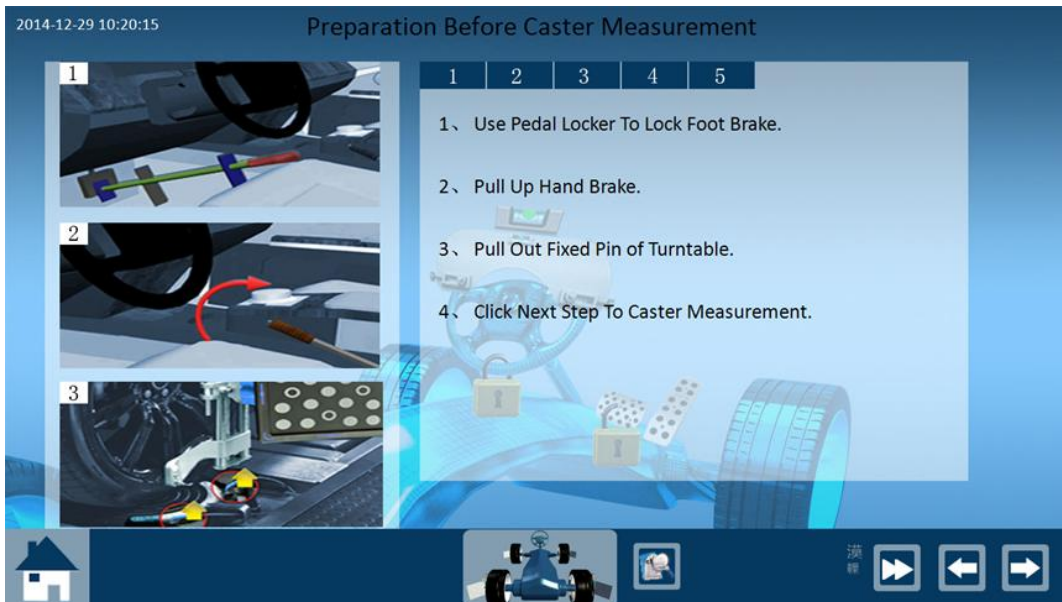 2014-12-29 10:20:15
Preparation Before Caster Measurement
1
2
3
1 2 3 4 5
1、 Use Pedal Locker To Lock Foot Brake.
2、 Pull Up Hand Brake.
3、 Pull Out Fixed Pin of Turntable.
4、 Click Next Step To Caster Measurement.